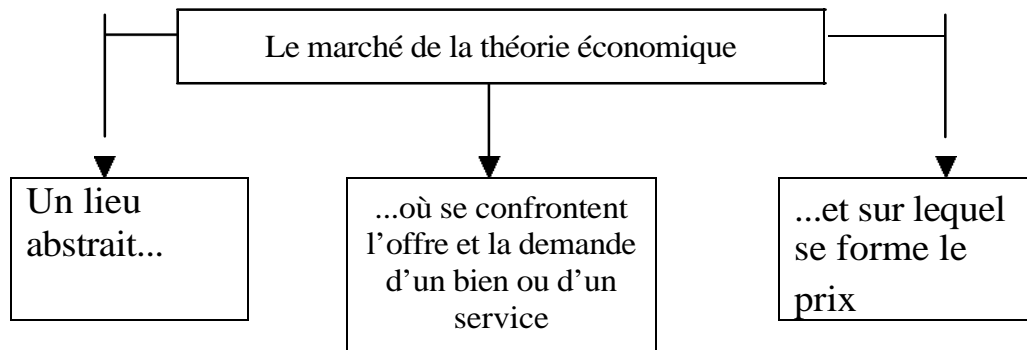 Le marché de la théorie économique
Un lieu
abstrait...
...où se confrontent
l’offre et la demande
d’un bien ou d’un
service
...et sur lequel
se forme le
prix